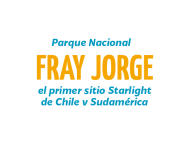 Parque Nacional
FRAY JORGE
el primer sitio Starlight
de Chile y Sudamérica